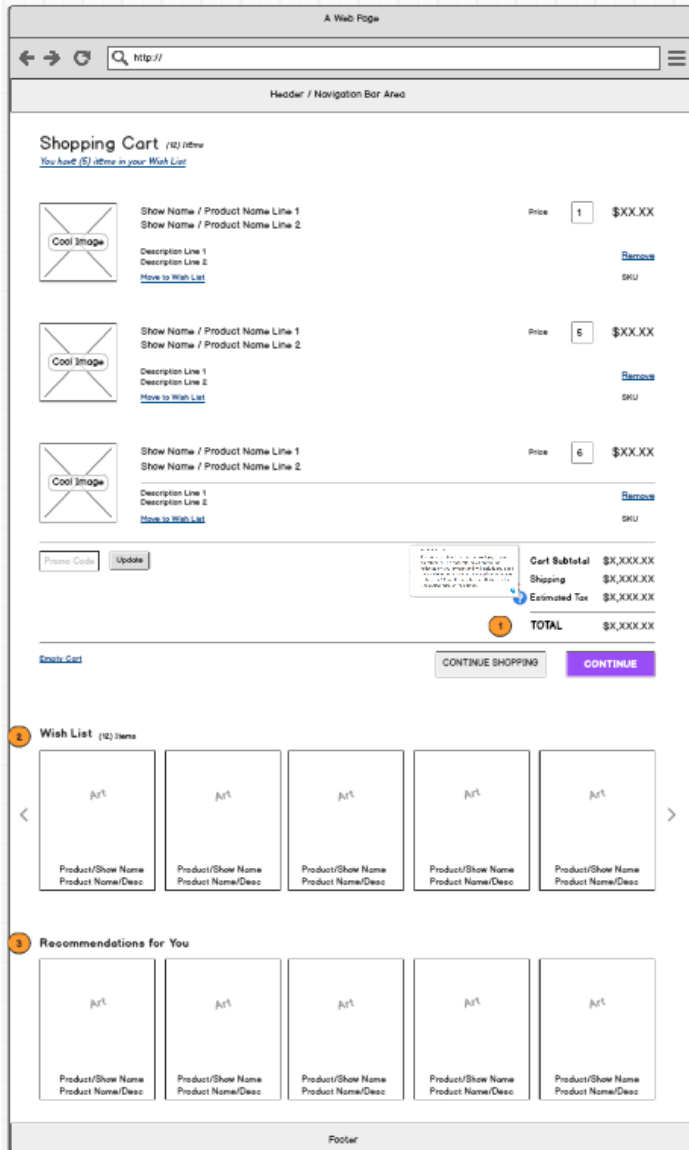 A Web Page
http://
Header / Navigation Bar Area
Shopping Cart (12) Items
You have (5) items in your Wish List
Cool Image
Show Name / Product Name Line 1
Show Name / Product Name Line 2
Description Line 1
Description Line 2
Move to Wish List
Price 1 $XX.XX
Remove
SKU
Cool Image
Show Name / Product Name Line 1
Show Name / Product Name Line 2
Description Line 1
Description Line 2
Move to Wish List
Price 5 $XX.XX
Remove
SKU
Cool Image
Show Name / Product Name Line 1
Show Name / Product Name Line 2
Description Line 1
Description Line 2
Move to Wish List
Price 6 $XX.XX
Remove
SKU
Promo Code Update
Cart Subtotal $X,XXX.XX
Shipping $X,XXX.XX
? Estimated Tax $X,XXX.XX
1 TOTAL $X,XXX.XX
Empty Cart CONTINUE SHOPPING CONTINUE
2 Wish List (12) Items
Art Art Art Art Art
Product/Show Name Product/Show Name Product/Show Name Product/Show Name Product/Show Name
Product Name/Desc Product Name/Desc Product Name/Desc Product Name/Desc Product Name/Desc
3 Recommendations for You
Art Art Art Art Art
Product/Show Name Product/Show Name Product/Show Name Product/Show Name Product/Show Name
Product Name/Desc Product Name/Desc Product Name/Desc Product Name/Desc Product Name/Desc
Footer